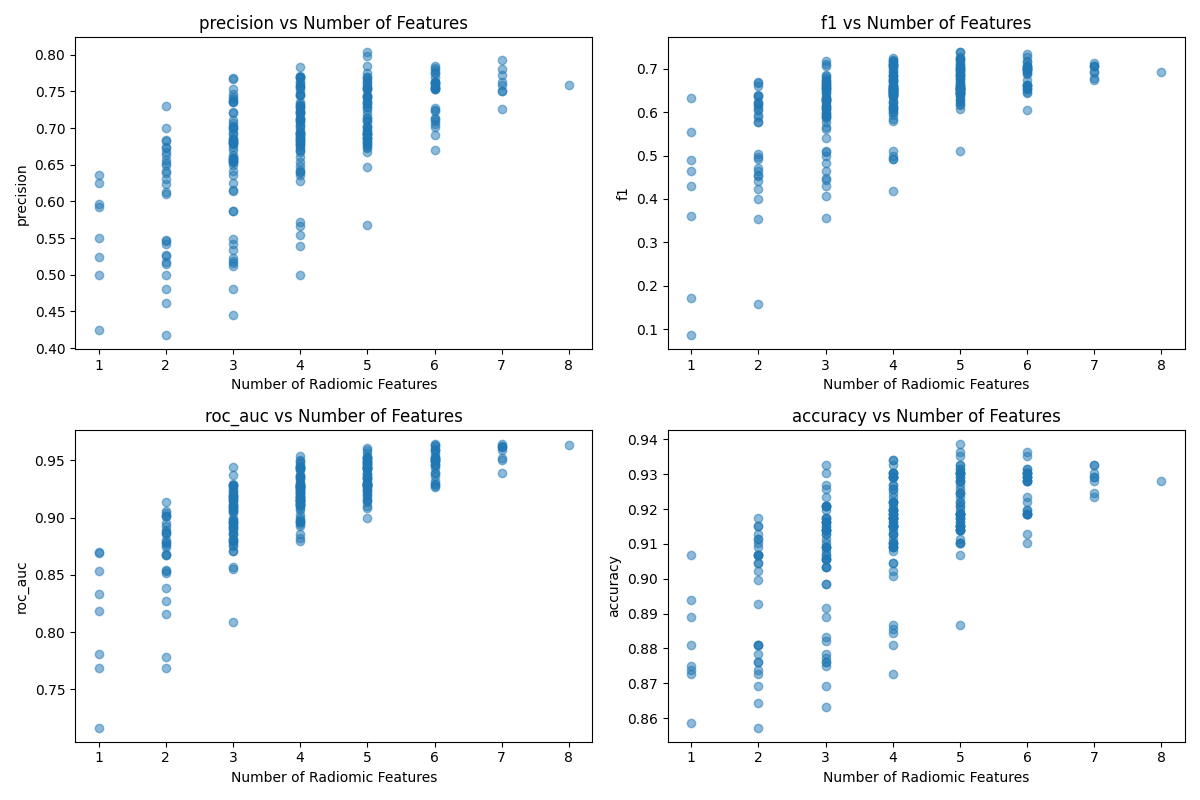 precision vs Number of Features
0.80
0.75
0.70
0.65
0.60
0.55
0.50
0.45
0.40
precision
1 2 3 4 5 6 7 8
Number of Radiomic Features
f1 vs Number of Features
0.7
0.6
0.5
0.4
0.3
0.2
0.1
f1
1 2 3 4 5 6 7 8
Number of Radiomic Features
roc_auc vs Number of Features
0.95
0.90
0.85
0.80
0.75
roc_auc
1 2 3 4 5 6 7 8
Number of Radiomic Features
accuracy vs Number of Features
0.94
0.93
0.92
0.91
0.90
0.89
0.88
0.87
0.86
accuracy
1 2 3 4 5 6 7 8
Number of Radiomic Features